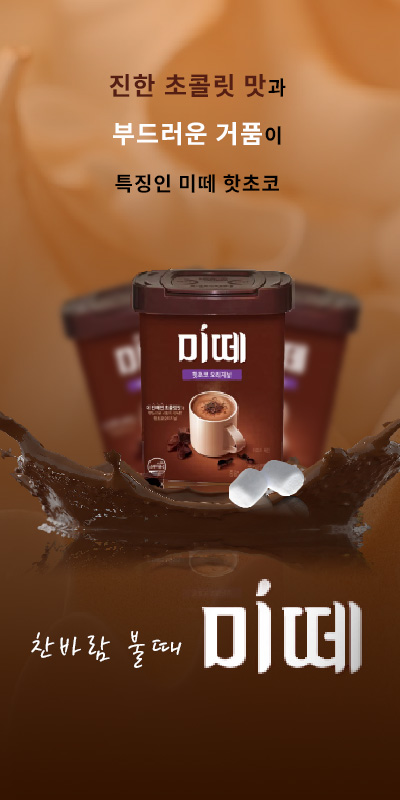 진한 초콜릿 맛과
부드러운 거품이
특징인 미떼 핫초코
미떼
핫초코 오리지날
찬바람 불때 미떼